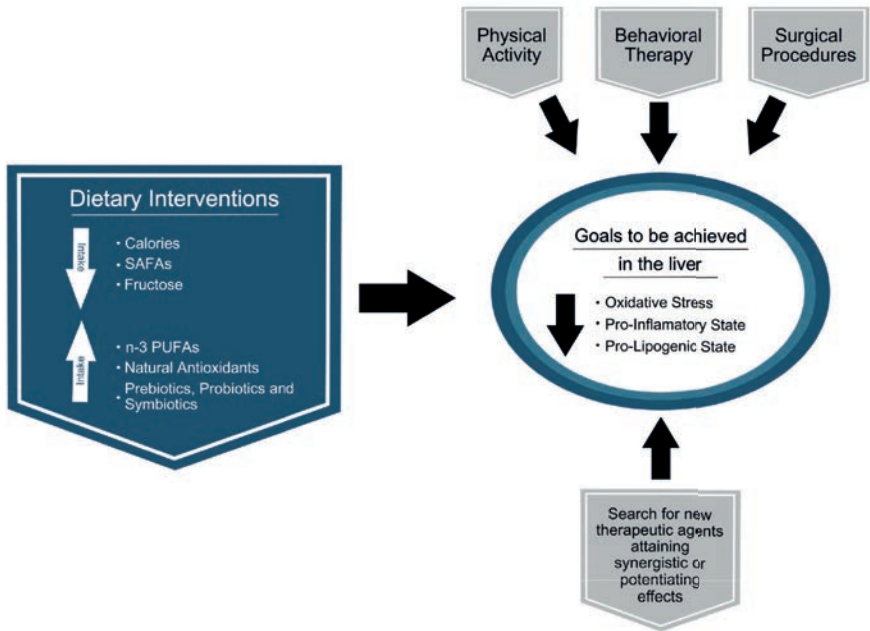 Physical
Activity
Behavioral
Therapy
Surgical
Procedures
Dietary Interventions
Intake
• Calories
• SAFAs
• Fructose
Intake
• n-3 PUFAs
• Natural Antioxidants
• Prebiotics, Probiotics and
Symbiotics
Goals to be achieved
in the liver
• Oxidative Stress
• Pro-Inflamatory State
• Pro-Lipogenic State
Search for new
therapeutic agents
attaining
synergistic or
potentiating
effects